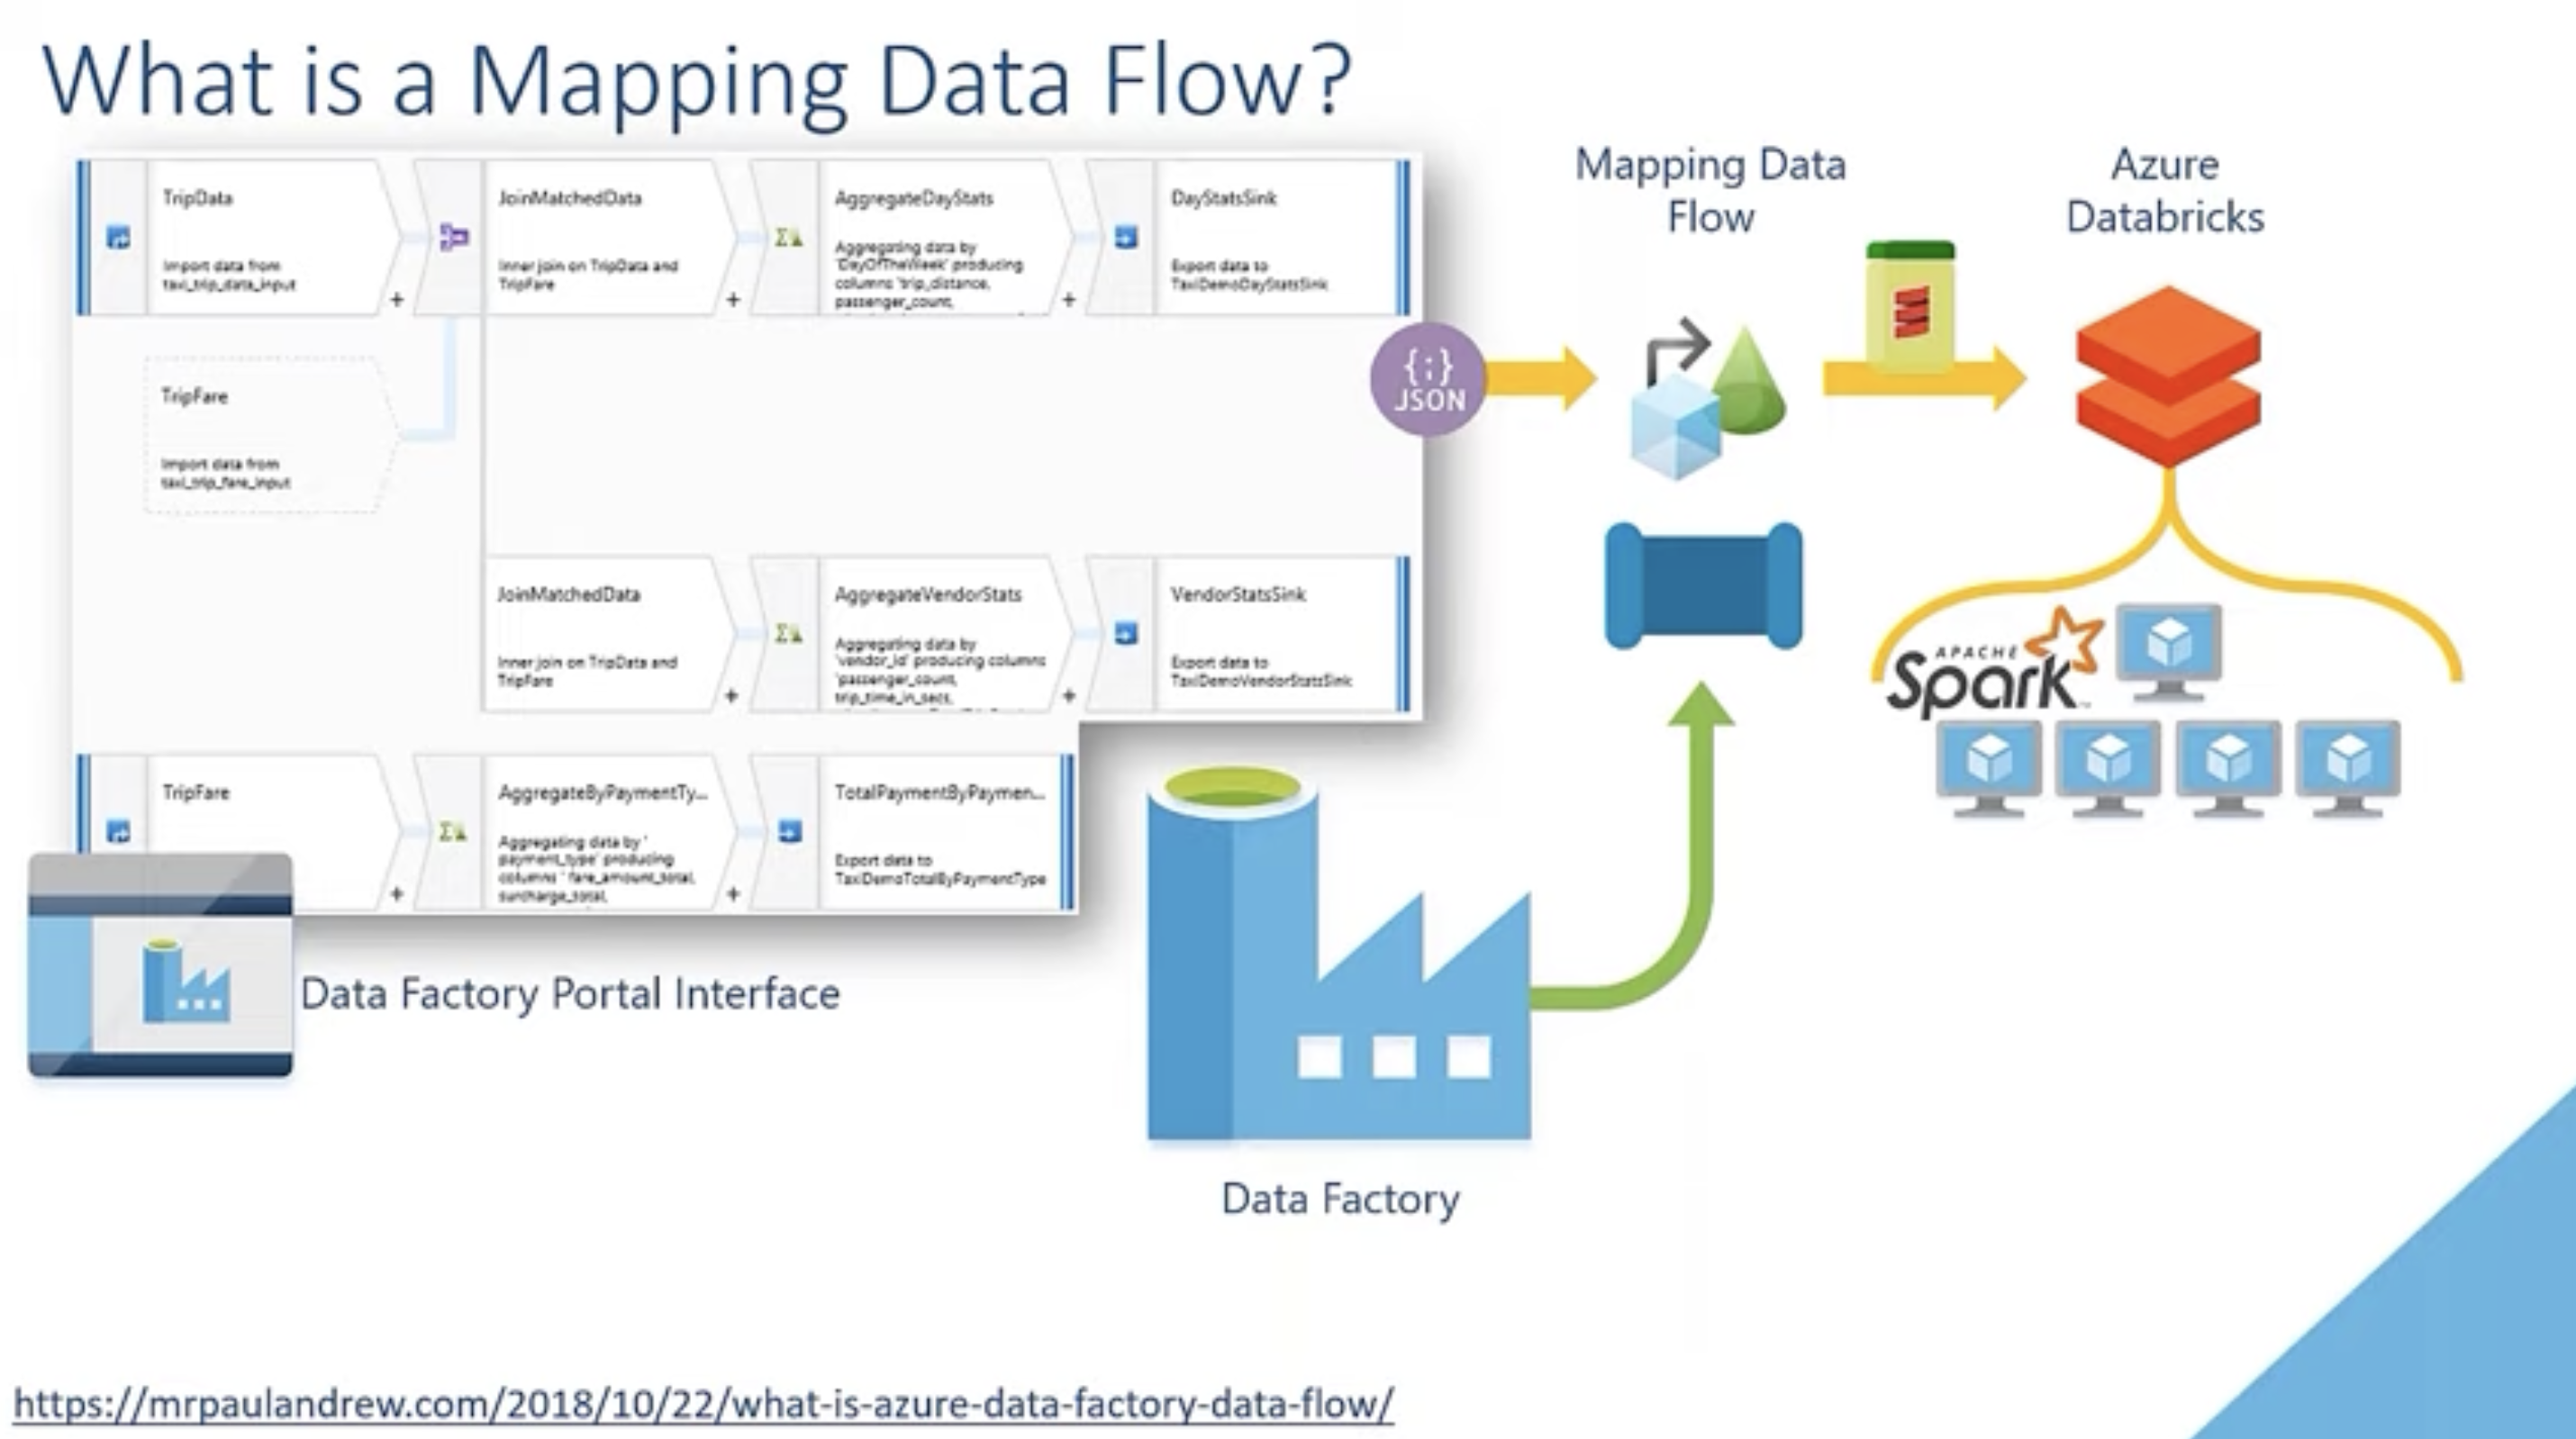 What is a Mapping Data Flow?
TripData
Import data from
taxi_trip_data_input
+
JoinMatchedData
Inner join on TripData and
TripFare
+
AggregateDayStats
Aggregating data by
'DayOfTheWeek' producing
columns 'trip_distance,
passenger_count,
+
DayStatsSink
Export data to
TaxiDemoDayStatsSink
TripFare
Import data from
taxi_trip_fare_input
JoinMatchedData
Inner join on TripData and
TripFare
+
AggregateVendorStats
Aggregating data by
'vendor_id' producing columns
'passenger_count,
trip_time_in_secs,
+
VendorStatsSink
Export data to
TaxiDemoVendorStatsSink
TripFare
+
AggregateByPaymentTy...
Aggregating data by '
payment_type' producing
columns ' fare_amount_total,
surcharge_total,
+
TotalPaymentByPaymen...
Export data to
TaxiDemoTotalByPaymentType
Data Factory Portal Interface
{;}
JSON
Mapping Data
Flow
Azure
Databricks
APACHE
Spark
Data Factory
https://mrpaulandrew.com/2018/10/22/what-is-azure-data-factory-data-flow/